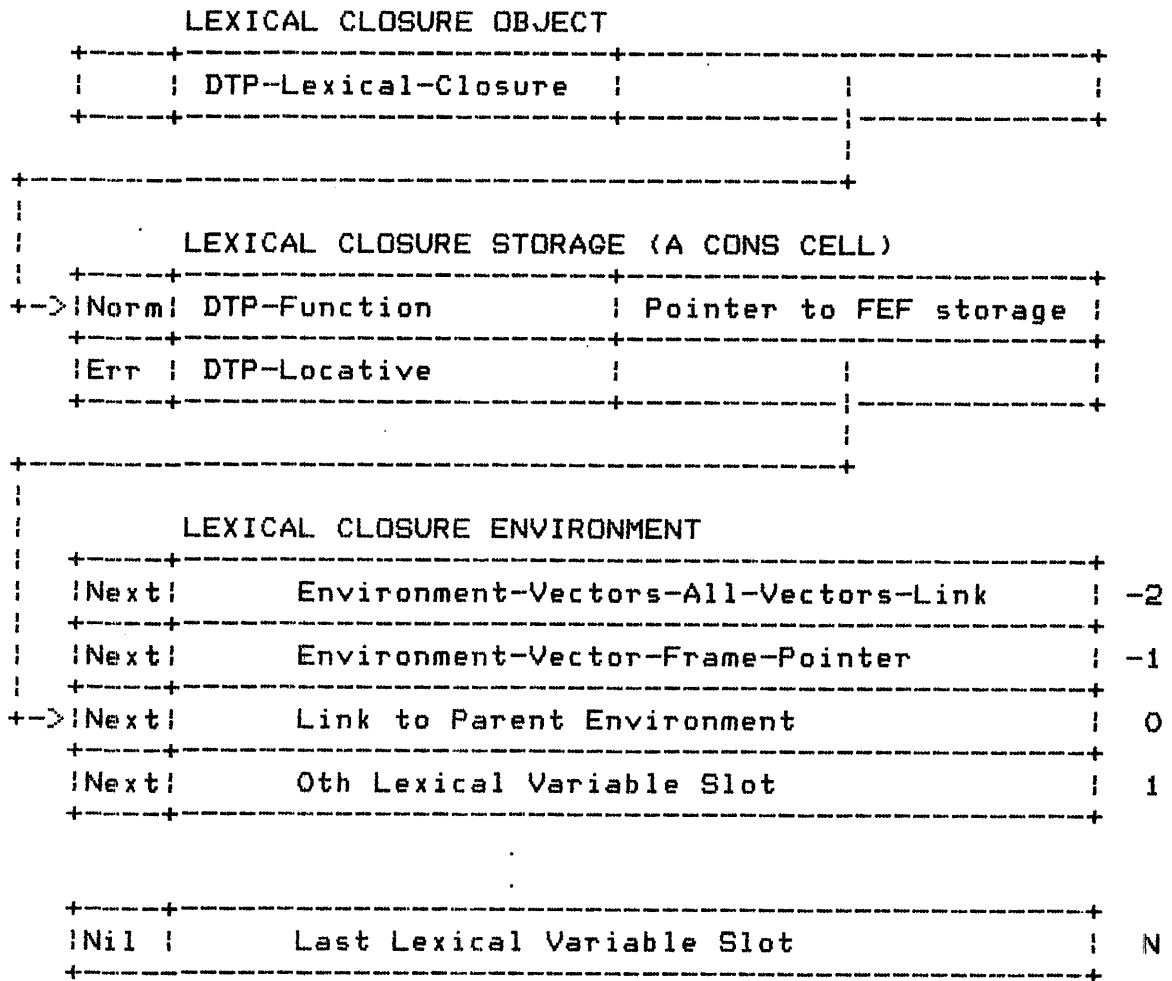 LEXICAL CLOSURE OBJECT
DTP-Lexical-Closure
LEXICAL CLOSURE STORAGE (A CONS CELL)
Norm DTP-Function Pointer to FEF storage
Err DTP-Locative
LEXICAL CLOSURE ENVIRONMENT
Next Environment-Vectors-All-Vectors-Link -2
Next Environment-Vector-Frame-Pointer -1
Next Link to Parent Environment 0
Next 0th Lexical Variable Slot 1
Nil Last Lexical Variable Slot N